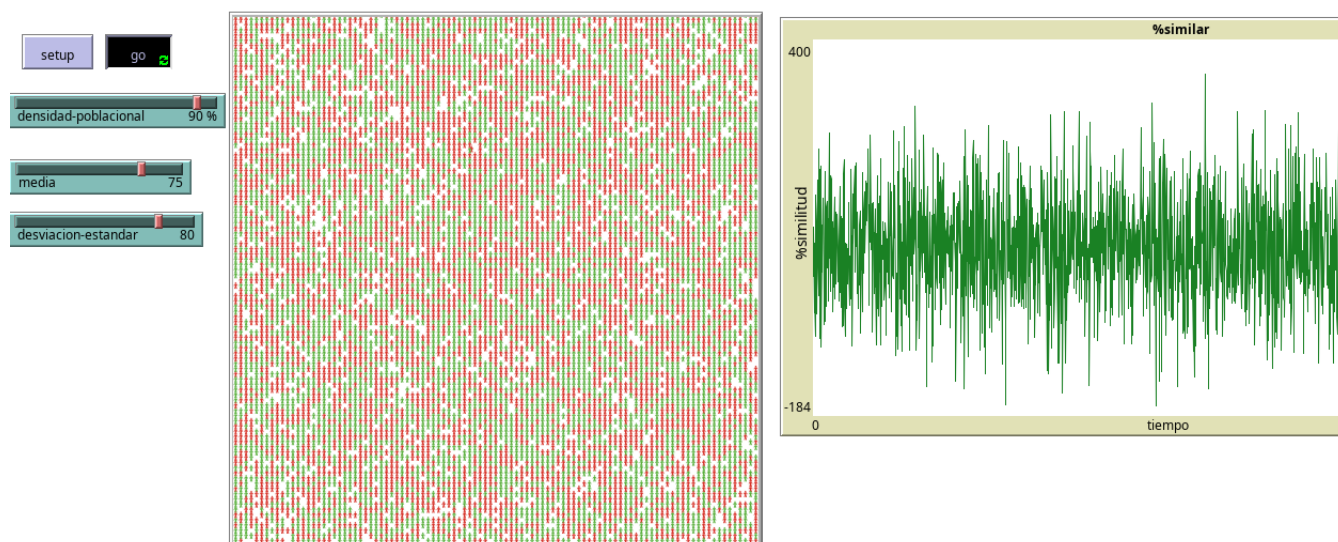 setup
go
densidad-poblacional 90 %
media 75
desviacion-estandar 80
%similar
400
%similitud
-184
0
tiempo